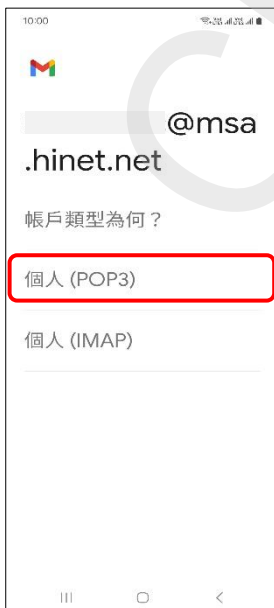 10:00
@msa
.hinet.net
帳戶類型為何？
個人 (POP3)
個人 (IMAP)